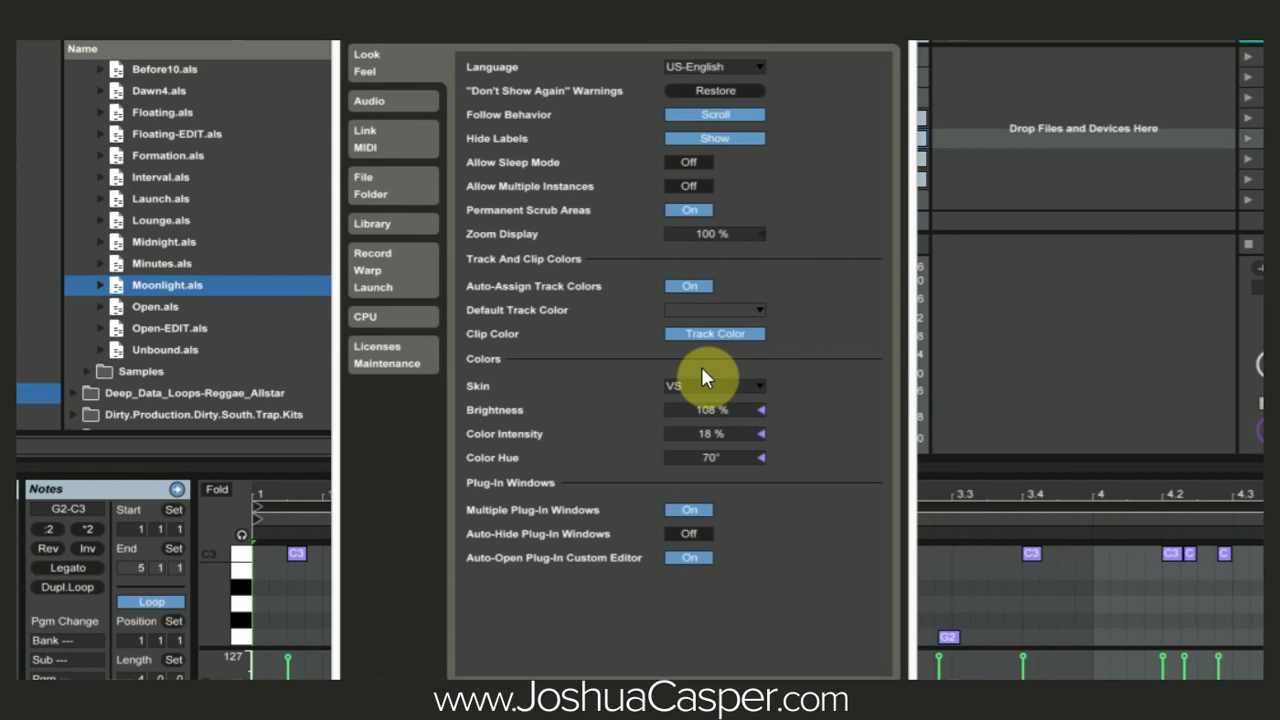 Name
Before10.als
Dawn4.als
Floating.als
Floating-EDIT.als
Formation.als
Interval.als
Launch.als
Lounge.als
Midnight.als
Minutes.als
Moonlight.als
Open.als
Open-EDIT.als
Unbound.als
Samples
Deep_Data_Loops-Reggae_Allstar
Dirty.Production.Dirty.South.Trap.Kits
Look
Feel
Audio
Link
MIDI
File
Folder
Library
Record
Warp
Launch
CPU
Licenses
Maintenance
Language US-English
"Don't Show Again" Warnings Restore
Follow Behavior Scroll
Hide Labels Show
Allow Sleep Mode Off
Allow Multiple Instances Off
Permanent Scrub Areas On
Zoom Display 100 %
Track And Clip Colors
Auto-Assign Track Colors On
Default Track Color
Clip Color Track Color
Colors
Skin VS
Brightness 108 %
Color Intensity 18 %
Color Hue 70°
Plug-In Windows
Multiple Plug-In Windows On
Auto-Hide Plug-In Windows Off
Auto-Open Plug-In Custom Editor On
Drop Files and Devices Here
Notes
G2-C3
:2 *2
Rev Inv
Legato
Dupl.Loop
Pgm Change
Bank ---
Sub ---
Start Set
1 1 1
End Set
5 1 1
Loop
Position Set
1 1 1
Length Set
Fold 1
C3 C3
127
3.3 3.4 4 4.2 4.3
C3 C3 C C
G2
www.JoshuaCasper.com